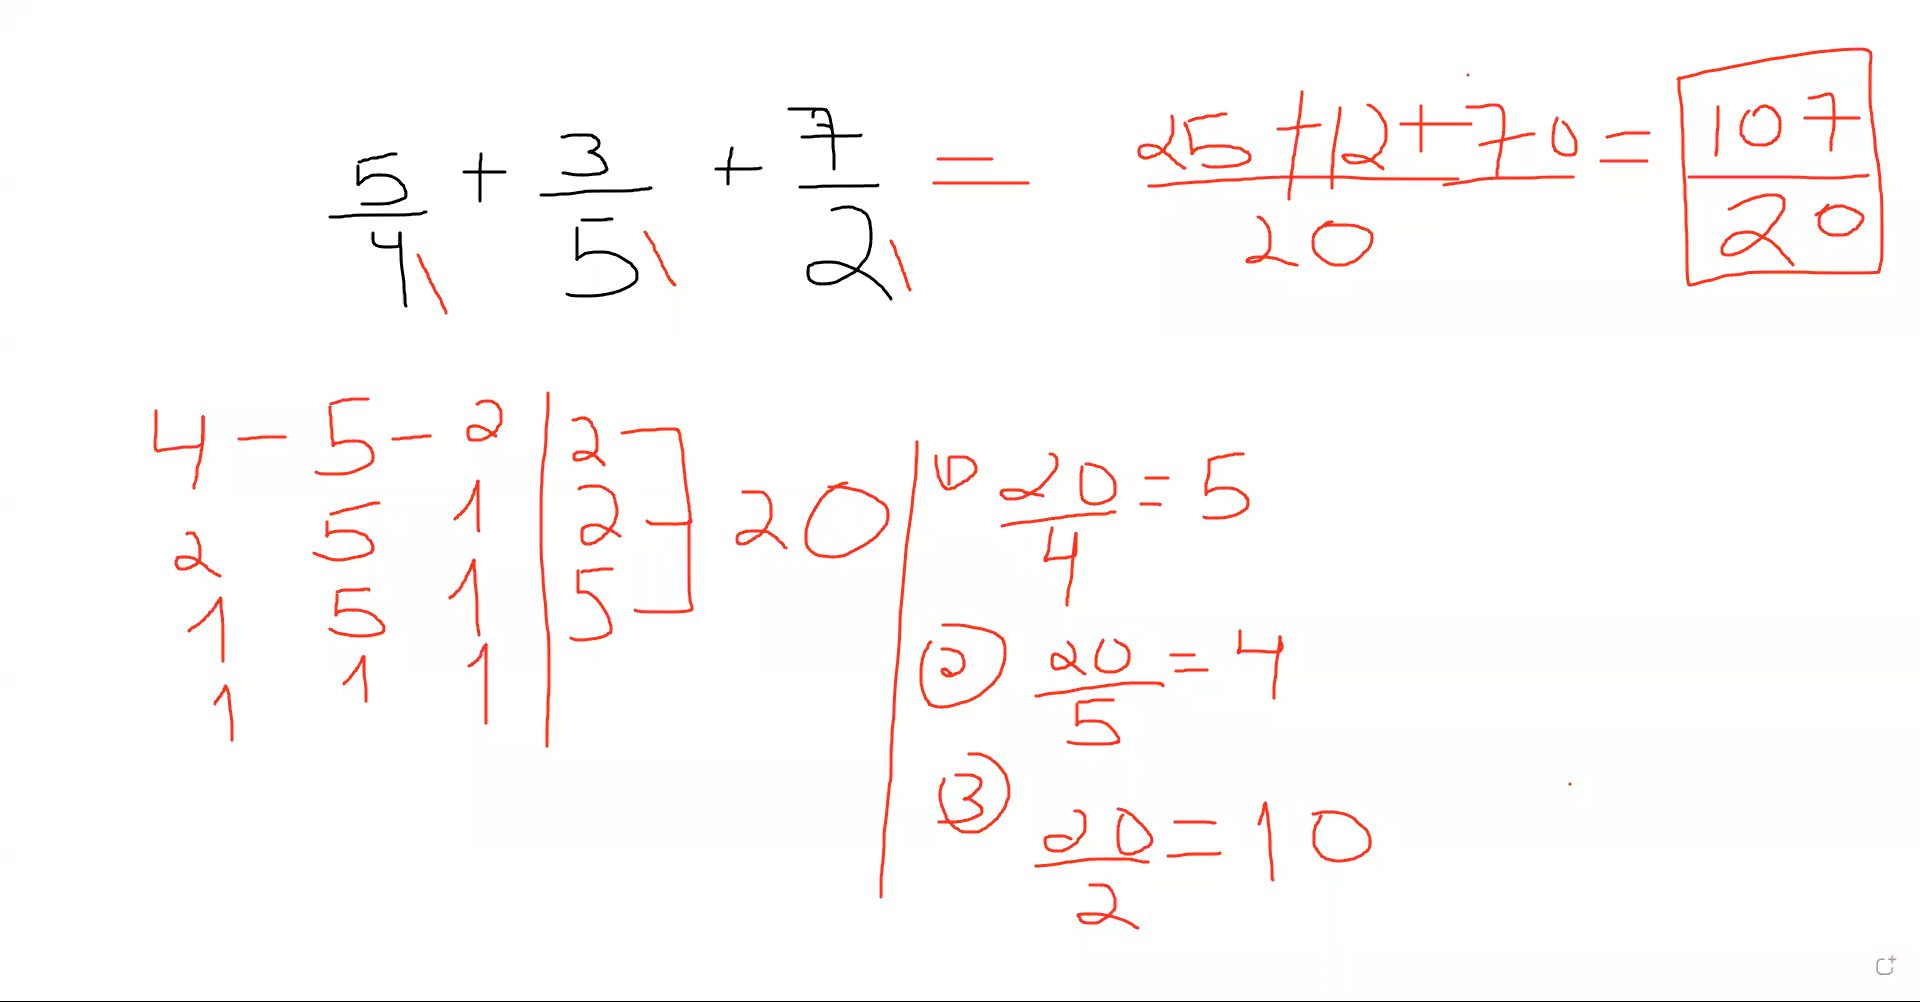 5/4 + 3/5 + 7/2 = 25+12+70/20 = 107/20
4 - 5 - 2 | 2
2 5 1 | 2
1 5 1 | 5
1 1 1 |
20
① 20/4 = 5
② 20/5 = 4
③ 20/2 = 10